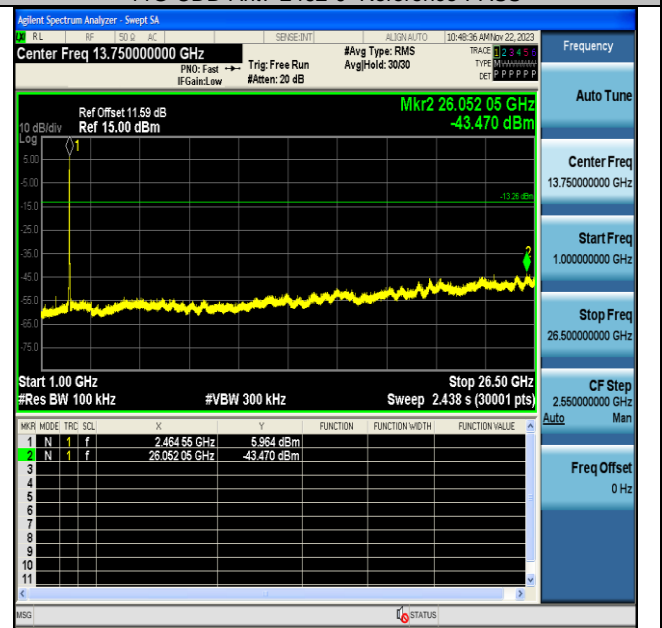 Agilent Spectrum Analyzer - Swept SA
RL RF 50 Ω AC SENSE:INT ALIGN AUTO 10:48:36 AM Nov 22, 2023
Center Freq 13.750000000 GHz
PNO: Fast
IFGain:Low
Trig: Free Run
#Atten: 20 dB
#Avg Type: RMS
Avg|Hold: 30/30
TRACE 1 2 3 4 5 6
TYPE M
DET P P P P P P
Frequency
Auto Tune
Mkr2 26.052 05 GHz
-43.470 dBm
Ref Offset 11.59 dB
10 dB/div Ref 15.00 dBm
Log
1
5.00
-5.00
-15.0
-25.0
-35.0
-45.0
-55.0
-65.0
-75.0
-13.26 dBm
2
Center Freq
13.750000000 GHz
Start Freq
1.000000000 GHz
Stop Freq
26.500000000 GHz
CF Step
2.550000000 GHz
Auto Man
Freq Offset
0 Hz
Start 1.00 GHz Stop 26.50 GHz
#Res BW 100 kHz #VBW 300 kHz Sweep 2.438 s (30001 pts)
MKR MODE TRC SCL X Y FUNCTION FUNCTION WIDTH FUNCTION VALUE
1 N 1 f 2.464 55 GHz 5.964 dBm
2 N 1 f 26.052 05 GHz -43.470 dBm
3
4
5
6
7
8
9
10
11
MSG STATUS